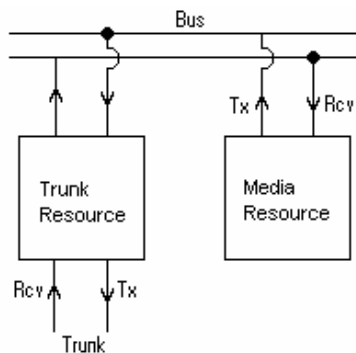 Bus
Tx
Rcv
Trunk
Resource
Media
Resource
Rcv
Tx
Trunk